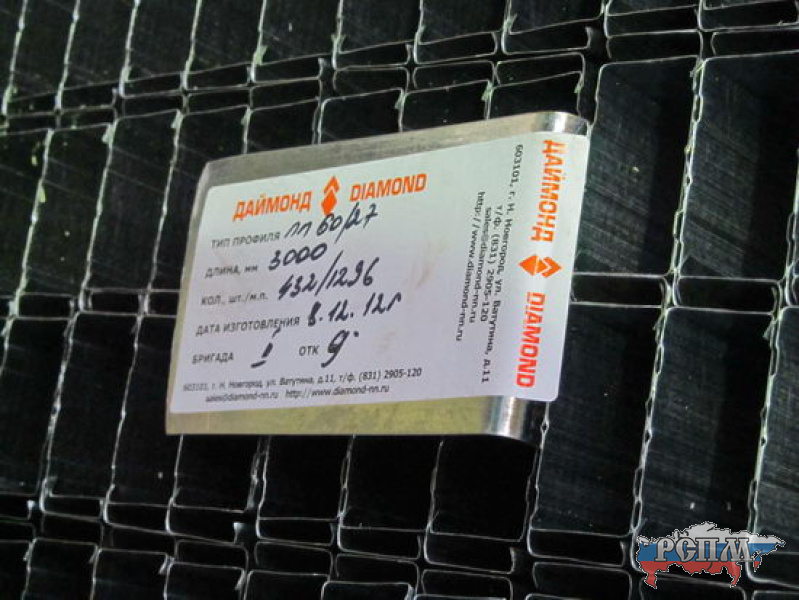 ДАЙМОНД DIAMOND
ТИП ПРОФИЛЯ ПП 60/27
ДЛИНА, мм 3000
КОЛ., шт./м.п. 432/1296
ДАТА ИЗГОТОВЛЕНИЯ 8.12.12г
БРИГАДА I ОТК
603101, г. Н. Новгород, ул. Ватутина, д.11, т/ф. (831) 2905-120
sales@diamond-nn.ru http://www.diamond-nn.ru
ДАЙМОНД DIAMOND
603101, г. Н. Новгород, ул. Ватутина, д.11
т/ф. (831) 2905-120
sales@diamond-nn.ru
http://www.diamond-nn.ru
РСПМ